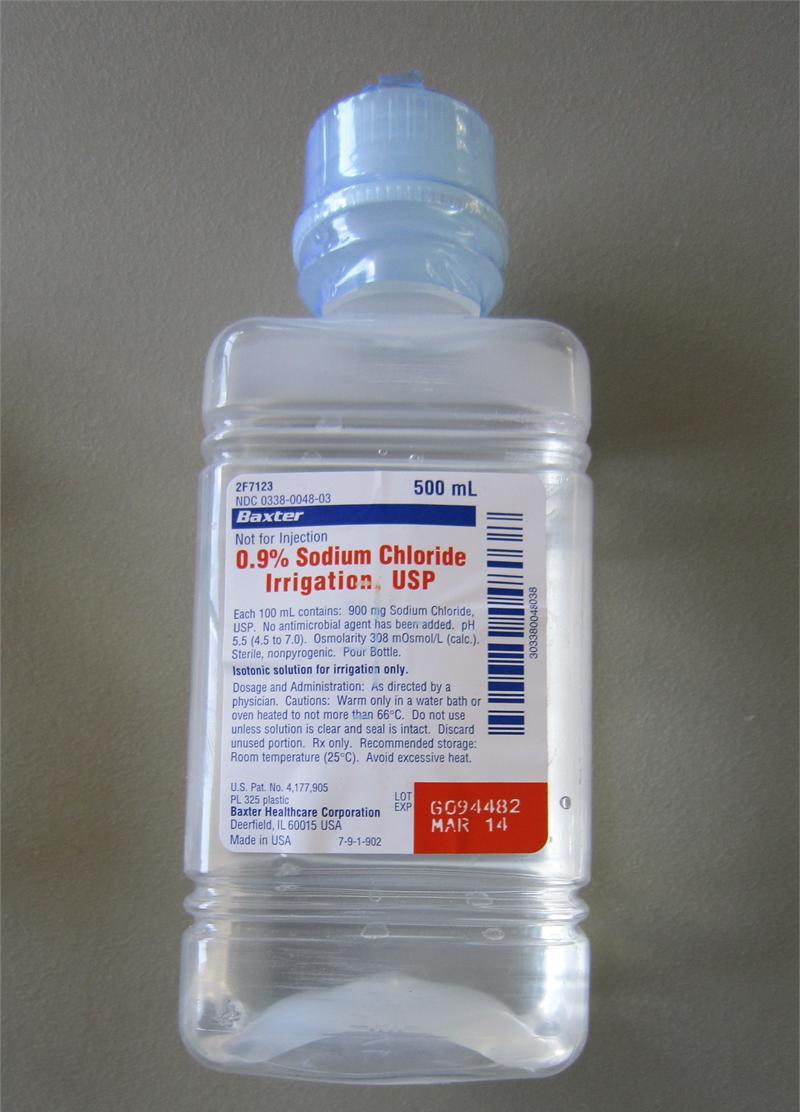 2F7123
500 mL
NDC 0338-0048-03
Baxter
Not for Injection
0.9% Sodium Chloride
Irrigation, USP
Each 100 mL contains: 900 mg Sodium Chloride,
USP. No antimicrobial agent has been added. pH
5.5 (4.5 to 7.0). Osmolarity 308 mOsmol/L (calc.).
Sterile, nonpyrogenic. Pour Bottle.
Isotonic solution for irrigation only.
Dosage and Administration: As directed by a
physician. Cautions: Warm only in a water bath or
oven heated to not more than 66°C. Do not use
unless solution is clear and seal is intact. Discard
unused portion. Rx only. Recommended storage:
Room temperature (25°C). Avoid excessive heat.
303380048038
U.S. Pat. No. 4,177,905
PL 325 plastic
Baxter Healthcare Corporation
Deerfield, IL 60015 USA
Made in USA
7-9-1-902
LOT G094482
EXP MAR 14